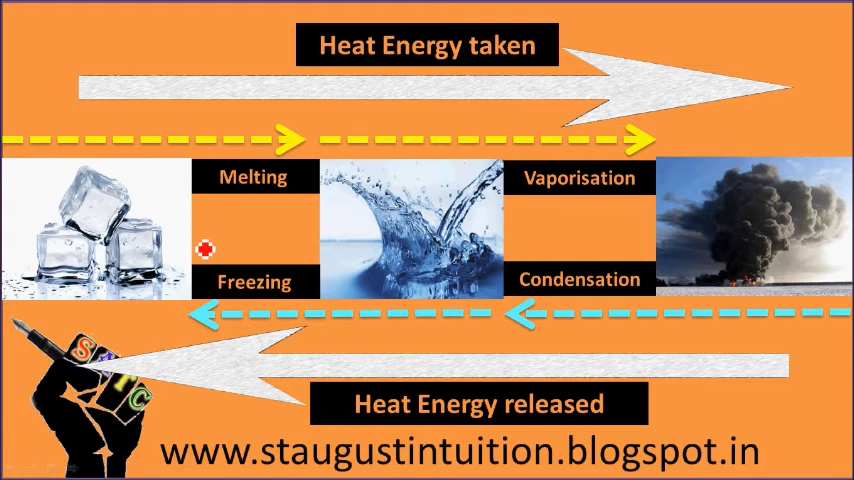 Heat Energy taken
Melting
Vaporisation
Freezing
Condensation
Heat Energy released
www.staugustintuition.blogspot.in